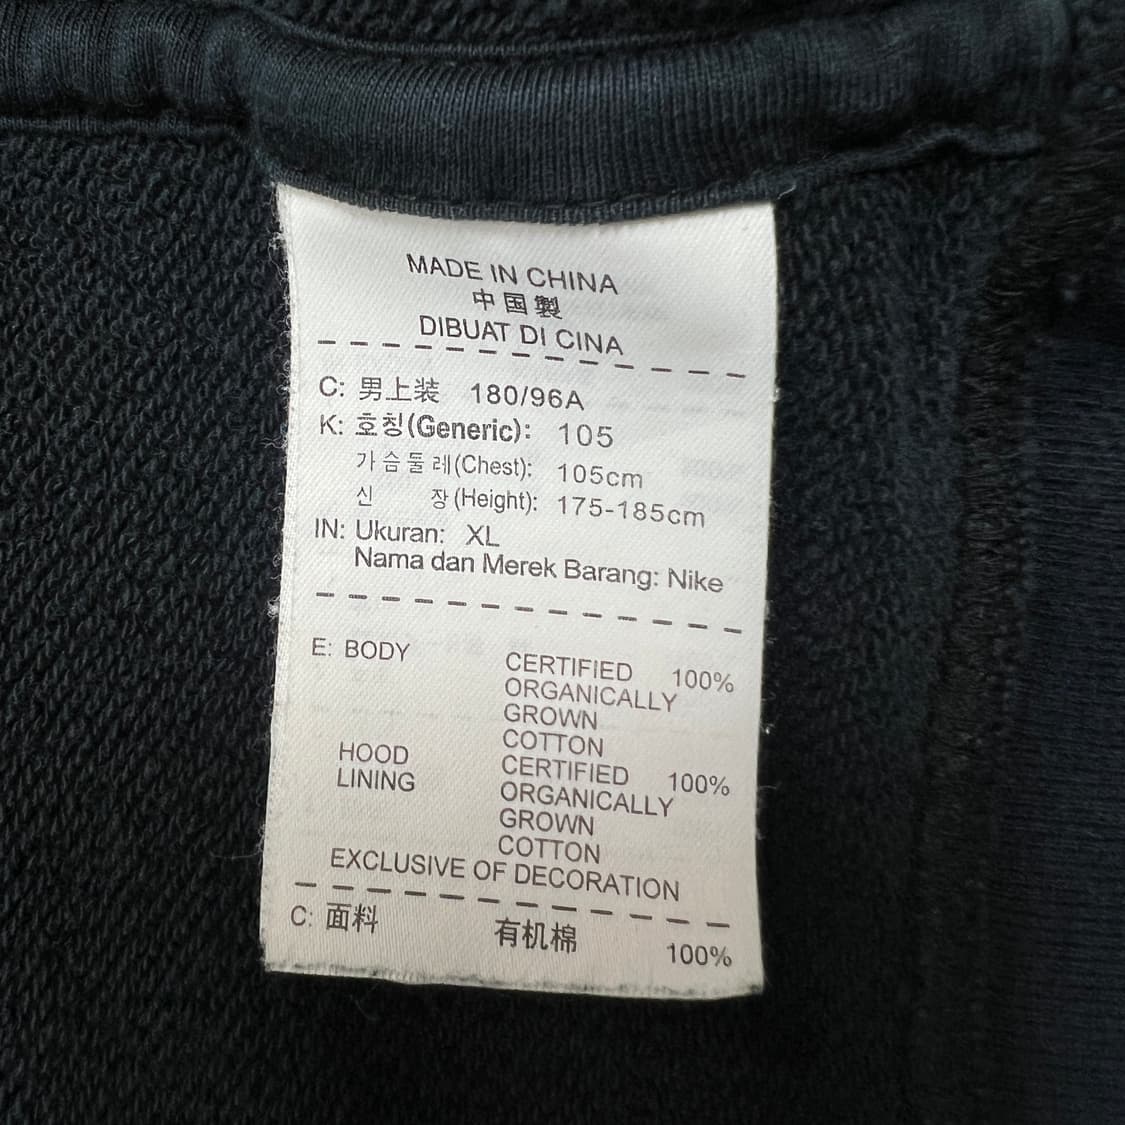 MADE IN CHINA
中国製
DIBUAT DI CINA
C: 男上装 180/96A
K: 호칭(Generic): 105
가슴둘레(Chest): 105cm
신 장(Height): 175-185cm
IN: Ukuran: XL
Nama dan Merek Barang: Nike
E: BODY CERTIFIED 100%
ORGANICALLY
GROWN
COTTON
HOOD CERTIFIED 100%
LINING ORGANICALLY
GROWN
COTTON
EXCLUSIVE OF DECORATION
C: 面料 有机棉 100%